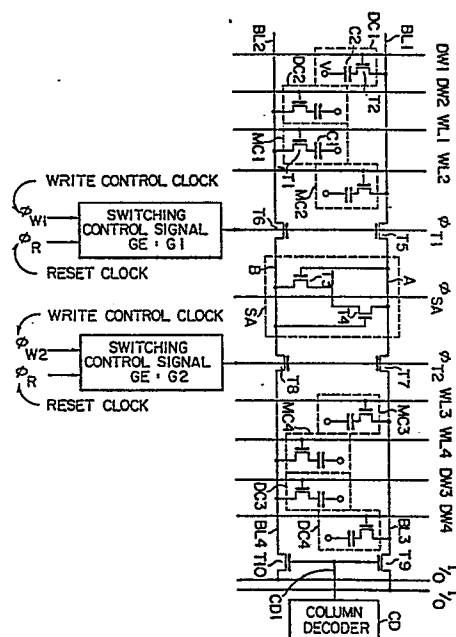 BL2
BL1
DC1
C2
V
T2
DW1
DC2
DW2
MC1
C1
T1
WL1
MC2
WL2
WRITE CONTROL CLOCK
φW1
φR
RESET CLOCK
SWITCHING
CONTROL SIGNAL
GE : G1
T6
T5
φT1
B
A
T3
T4
SA
φSA
WRITE CONTROL CLOCK
φW2
φR
RESET CLOCK
SWITCHING
CONTROL SIGNAL
GE : G2
T8
T7
φT2
MC3
WL3
MC4
WL4
DC3
DW3
DC4
DW4
BL4
BL3
T10
T9
I/O
I/O
CD1
COLUMN
DECODER
CD